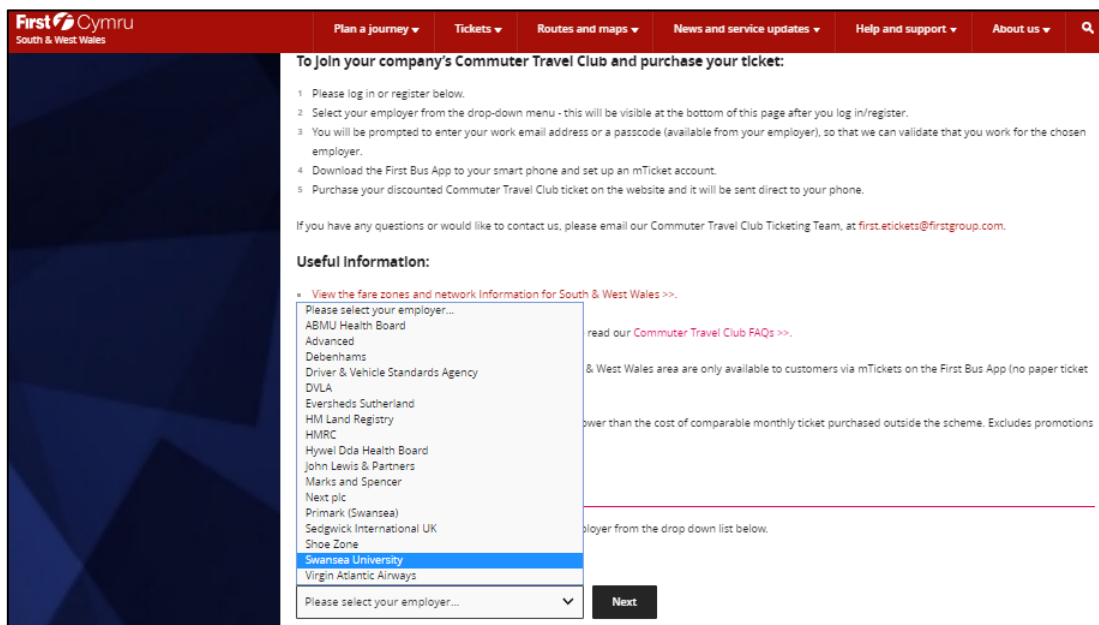 First Cymru
South & West Wales
Plan a journey
Tickets
Routes and maps
News and service updates
Help and support
About us
To join your company's Commuter Travel Club and purchase your ticket:
1 Please log in or register below.
2 Select your employer from the drop-down menu - this will be visible at the bottom of this page after you log in/register.
3 You will be prompted to enter your work email address or a passcode (available from your employer), so that we can validate that you work for the chosen
employer.
4 Download the First Bus App to your smart phone and set up an mTicket account.
5 Purchase your discounted Commuter Travel Club ticket on the website and it will be sent direct to your phone.
If you have any questions or would like to contact us, please email our Commuter Travel Club Ticketing Team, at first.etickets@firstgroup.com.
Useful Information:
View the fare zones and network Information for South & West Wales >>.
Please select your employer...
ABMU Health Board
Advanced
read our Commuter Travel Club FAQs >>.
Debenhams
Driver & Vehicle Standards Agency
& West Wales area are only available to customers via mTickets on the First Bus App (no paper ticket
DVLA
Eversheds Sutherland
HM Land Registry
ower than the cost of comparable monthly ticket purchased outside the scheme. Excludes promotions
HMRC
Hywel Dda Health Board
John Lewis & Partners
Marks and Spencer
Next plc
Primark (Swansea)
Sedgwick International UK
ployer from the drop down list below.
Shoe Zone
Swansea University
Virgin Atlantic Airways
Please select your employer...
Next